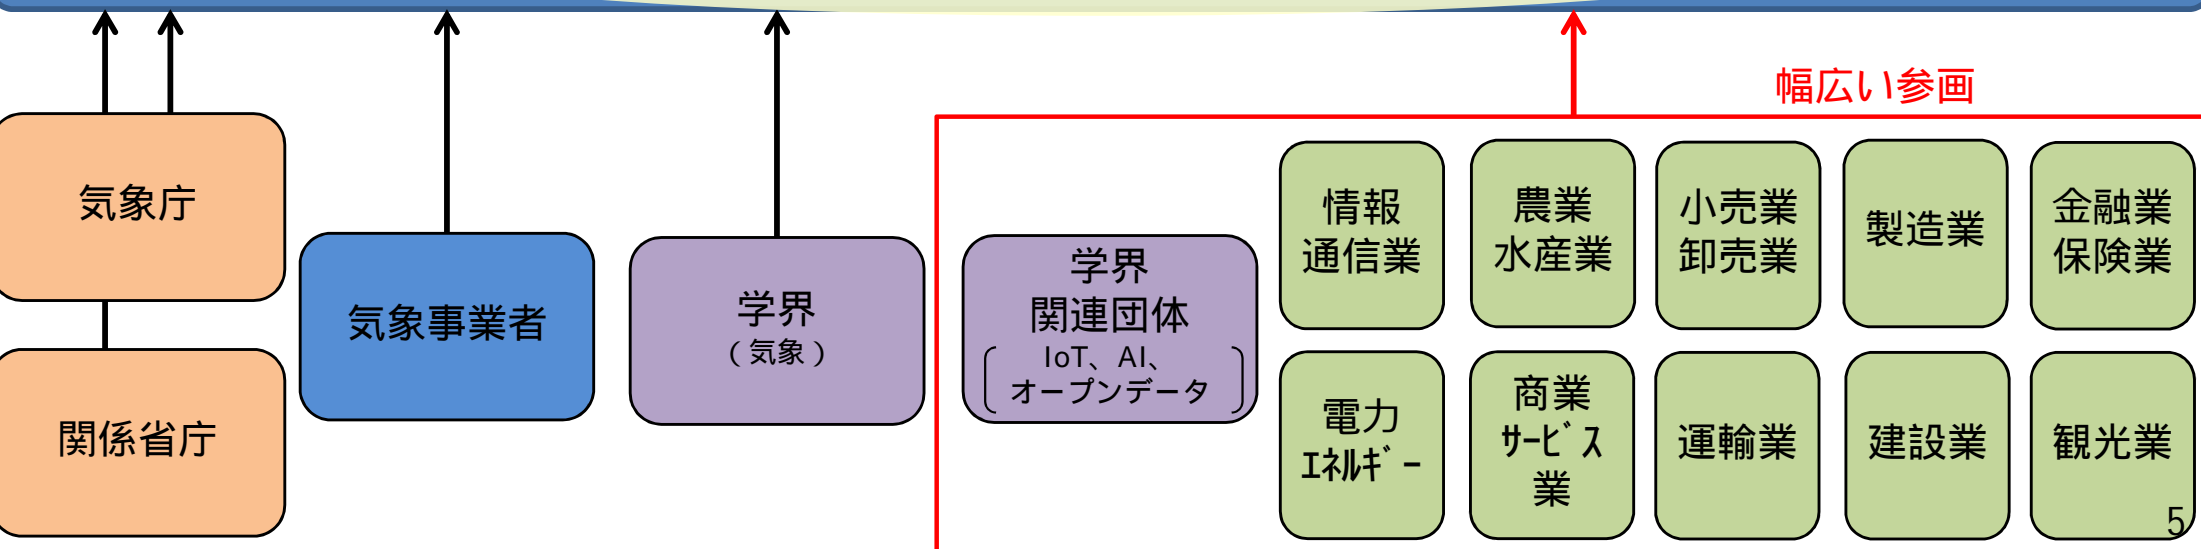 幅広い参画
気象庁
関係省庁
気象事業者
学界
（気象）
学界
関連団体
IoT、AI、
オープンデータ
情報
通信業
農業
水産業
小売業
卸売業
製造業
金融業
保険業
電力
ｴﾈﾙｷﾞｰ
商業
ｻｰﾋﾞｽ
業
運輸業
建設業
観光業
5